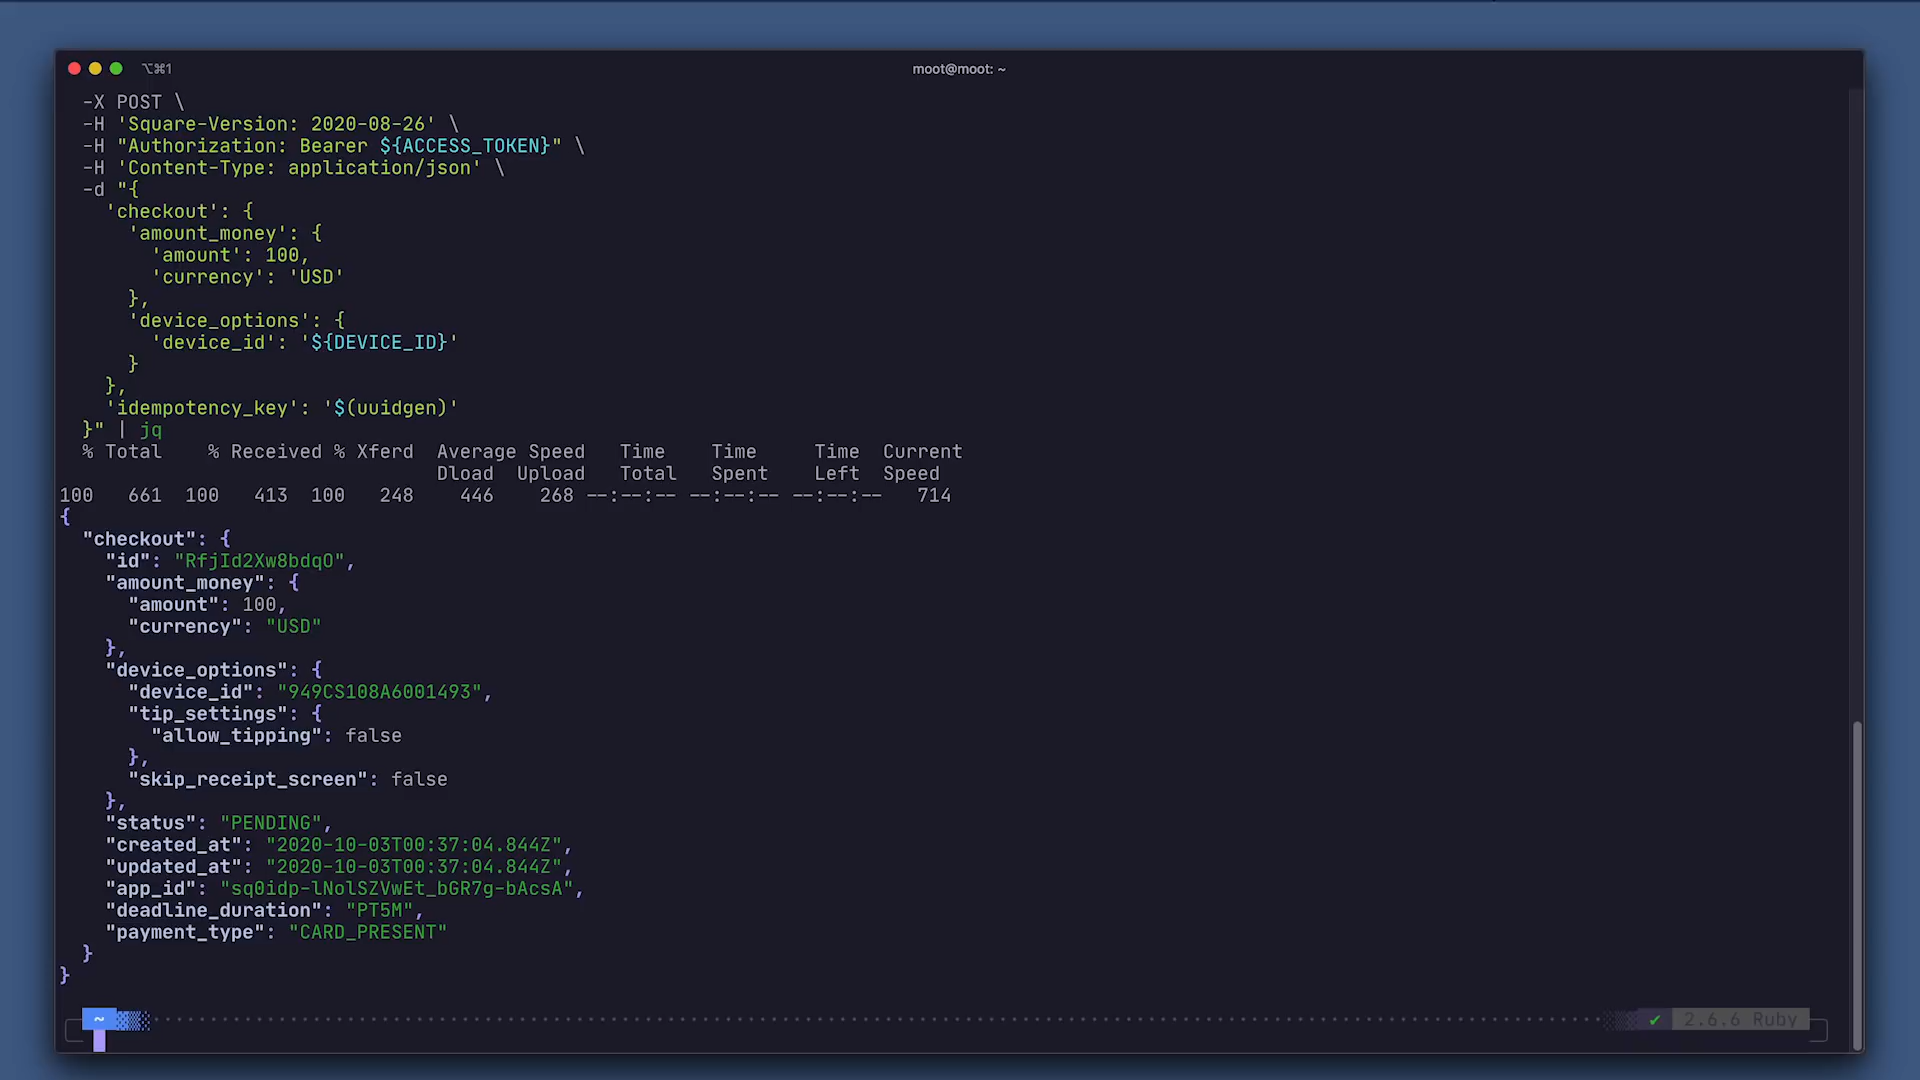 ⌥⌘1
moot@moot: ~
-X POST \
-H 'Square-Version: 2020-08-26' \
-H "Authorization: Bearer ${ACCESS_TOKEN}" \
-H 'Content-Type: application/json' \
-d "{
'checkout': {
'amount_money': {
'amount': 100,
'currency': 'USD'
},
'device_options': {
'device_id': '${DEVICE_ID}'
}
},
'idempotency_key': '$(uuidgen)'
}" | jq
% Total % Received % Xferd Average Speed Time Time Time Current
Dload Upload Total Spent Left Speed
100 661 100 413 100 248 446 268 --:--:-- --:--:-- --:--:-- 714
{
"checkout": {
"id": "RfjId2Xw8bdqO",
"amount_money": {
"amount": 100,
"currency": "USD"
},
"device_options": {
"device_id": "949CS108A6001493",
"tip_settings": {
"allow_tipping": false
},
"skip_receipt_screen": false
},
"status": "PENDING",
"created_at": "2020-10-03T00:37:04.844Z",
"updated_at": "2020-10-03T00:37:04.844Z",
"app_id": "sq0idp-lNolSZVwEt_bGR7g-bAcsA",
"deadline_duration": "PT5M",
"payment_type": "CARD_PRESENT"
}
}
~ ✔ 2.6.6 Ruby